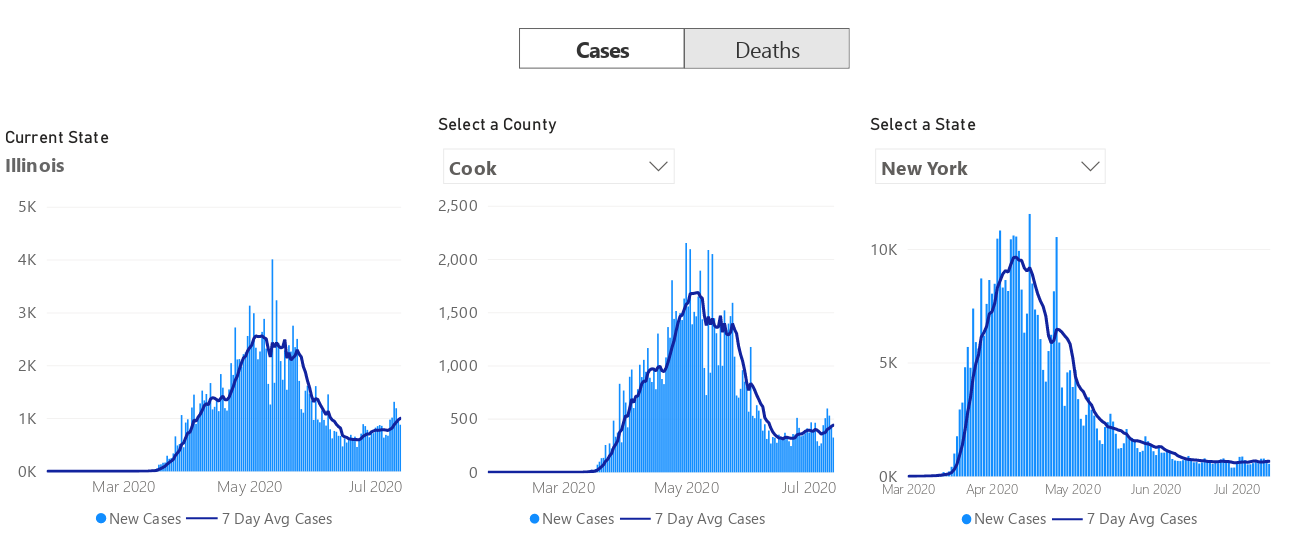 Cases
Deaths
Current State
Illinois
5K
4K
3K
2K
1K
0K
Mar 2020
May 2020
Jul 2020
New Cases
7 Day Avg Cases
Select a County
Cook
2,500
2,000
1,500
1,000
500
0
Mar 2020
May 2020
Jul 2020
New Cases
7 Day Avg Cases
Select a State
New York
10K
5K
0K
Mar 2020
Apr 2020
May 2020
Jun 2020
Jul 2020
New Cases
7 Day Avg Cases